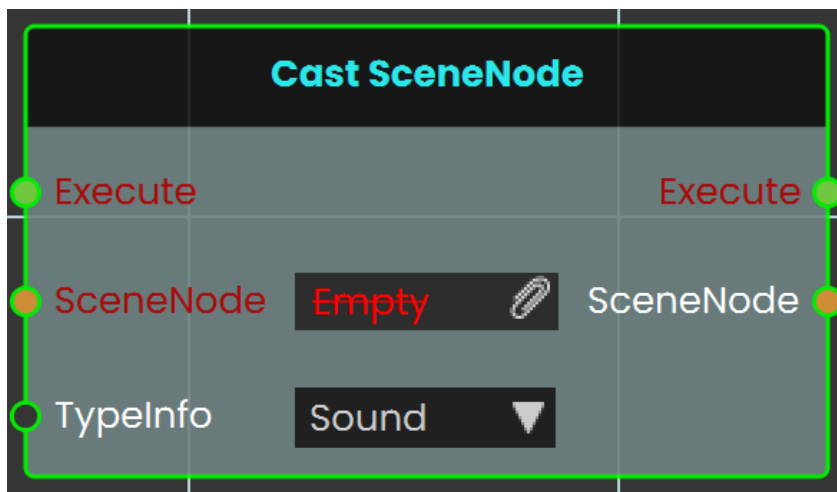 Cast SceneNode
Execute Execute
SceneNode Empty SceneNode
TypeInfo Sound